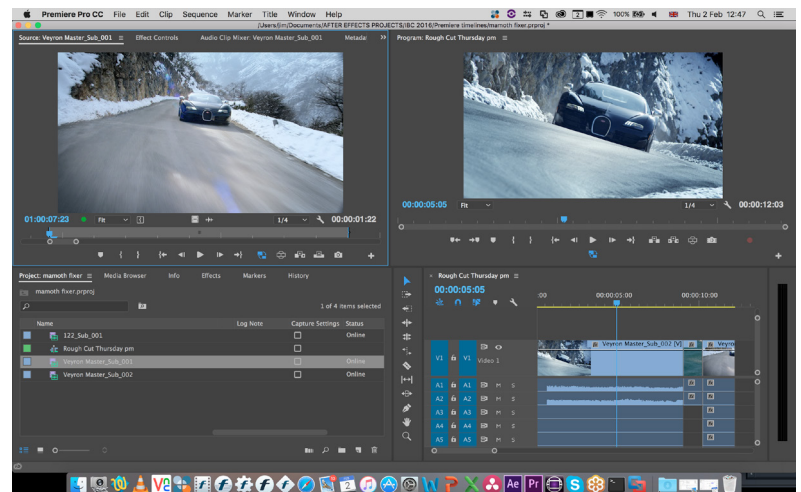 Premiere Pro CC File Edit Clip Sequence Marker Title Window Help 100% Thu 2 Feb 12:47
/Users/jim/Documents/AFTER EFFECTS PROJECTS/IBC 2016/Premiere timelines/mamoth fixer.prproj *
Source: Veyron Master_Sub_001 Effect Controls Audio Clip Mixer: Veyron Master_Sub_001 Metadat
Program: Rough Cut Thursday pm
01:00:07:23 Fit 1/4 00:00:01:22
00:00:05:05 Fit 1/4 00:00:12:03
Project: mamoth fixer Media Browser Info Effects Markers History
mamoth fixer.prproj
1 of 4 items selected
Name Log Note Capture Settings Status
122_Sub_001 Online
Rough Cut Thursday pm
Veyron Master_Sub_001 Online
Veyron Master_Sub_002 Online
× Rough Cut Thursday pm
00:00:05:05
:00 00:00:05:00 00:00:10:00
Veyron Master_Sub_002 [V] Veyro
V1 V1 Video 1
A1 A1 M S
A2 A2 M S
A3 A3 M S
A4 A4 M S
A5 A5 M S
Ae Pr S